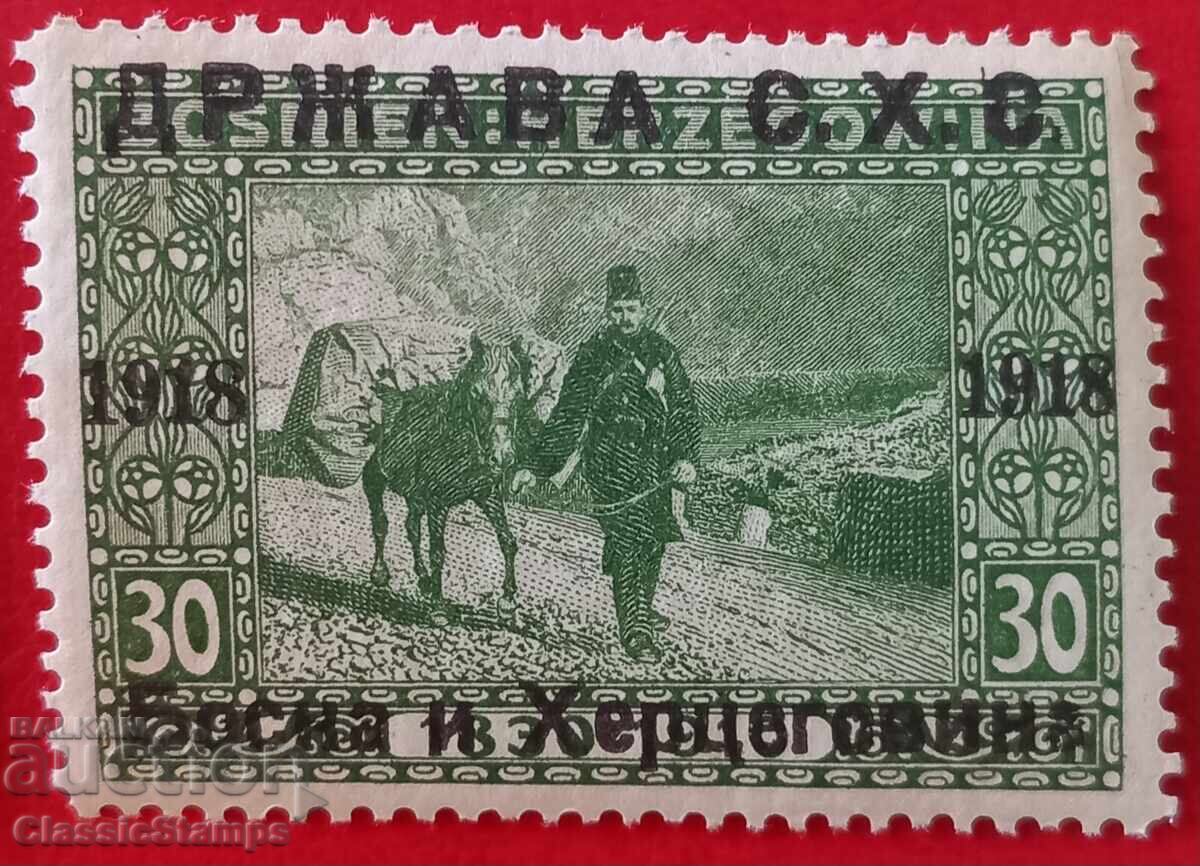 ДРЖАВА С.Х.С.
BOSNIEN·HERZEGOWINA
1918 1918
30 30
Босна и Херцеговина
BALKAN
auction
ClassicStamps